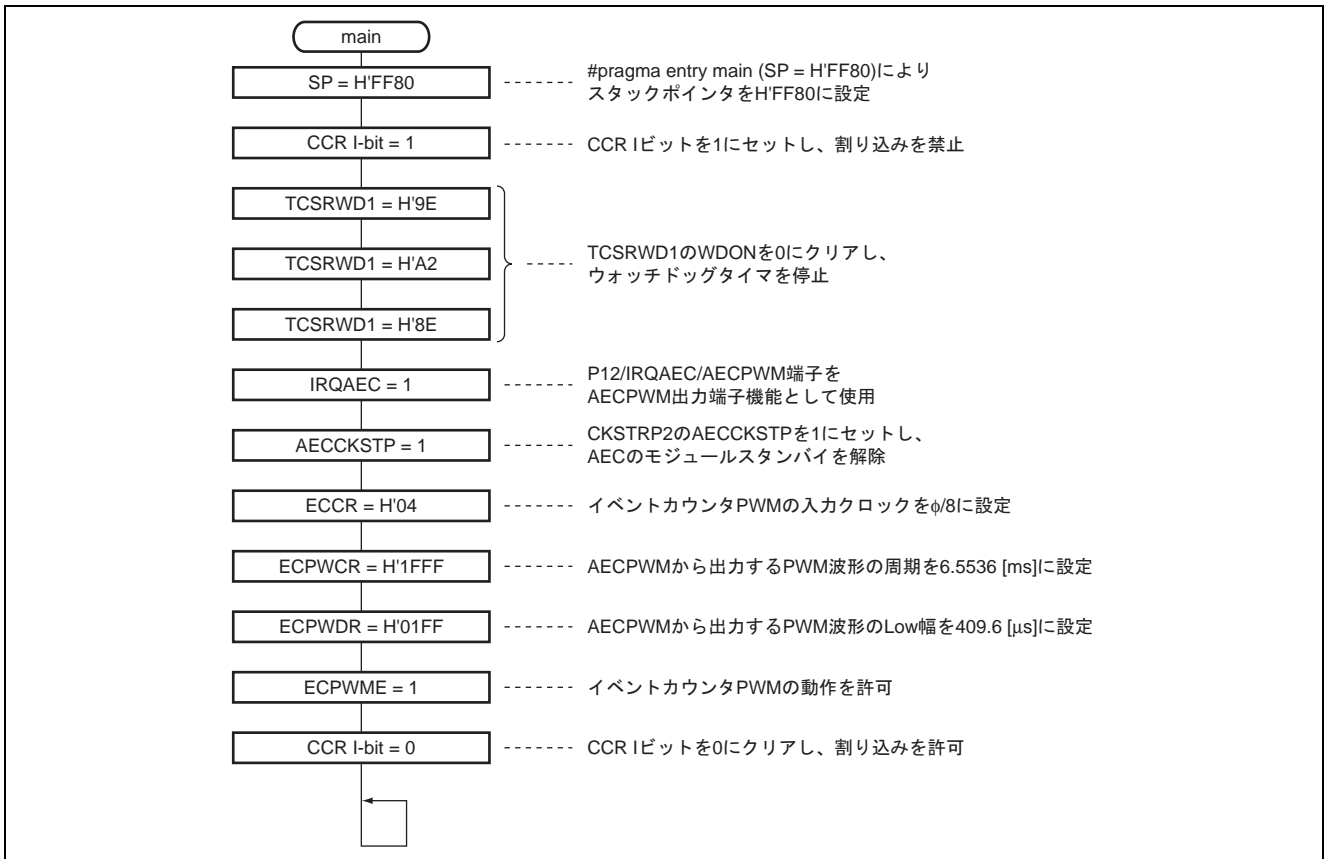 main
SP = H'FF80
#pragma entry main (SP = H'FF80)により
スタックポインタをH'FF80に設定
CCR I-bit = 1
CCR Iビットを1にセットし、割り込みを禁止
TCSRWD1 = H'9E
TCSRWD1 = H'A2
TCSRWD1 = H'8E
TCSRWD1のWDONを0にクリアし、
ウォッチドッグタイマを停止
IRQAEC = 1
P12/IRQAEC/AECPWM端子を
AECPWM出力端子機能として使用
AECCKSTP = 1
CKSTRP2のAECCKSTPを1にセットし、
AECのモジュールスタンバイを解除
ECCR = H'04
イベントカウンタPWMの入力クロックをϕ/8に設定
ECPWCR = H'1FFF
AECPWMから出力するPWM波形の周期を6.5536 [ms]に設定
ECPWDR = H'01FF
AECPWMから出力するPWM波形のLow幅を409.6 [μs]に設定
ECPWME = 1
イベントカウンタPWMの動作を許可
CCR I-bit = 0
CCR Iビットを0にクリアし、割り込みを許可